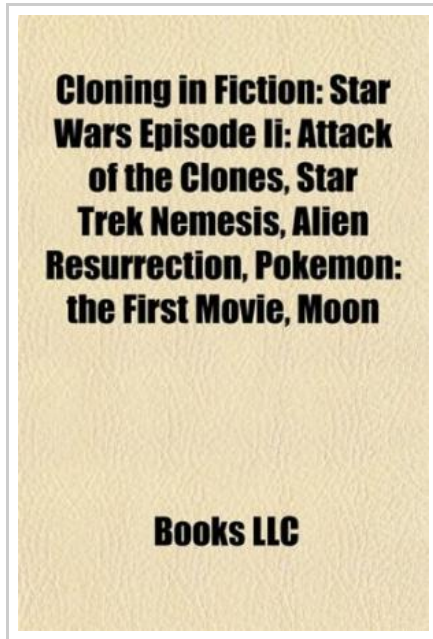 Cloning in Fiction: Star
Wars Episode Ii: Attack
of the Clones, Star
Trek Nemesis, Alien
Resurrection, Pokémon:
the First Movie, Moon
Books LLC